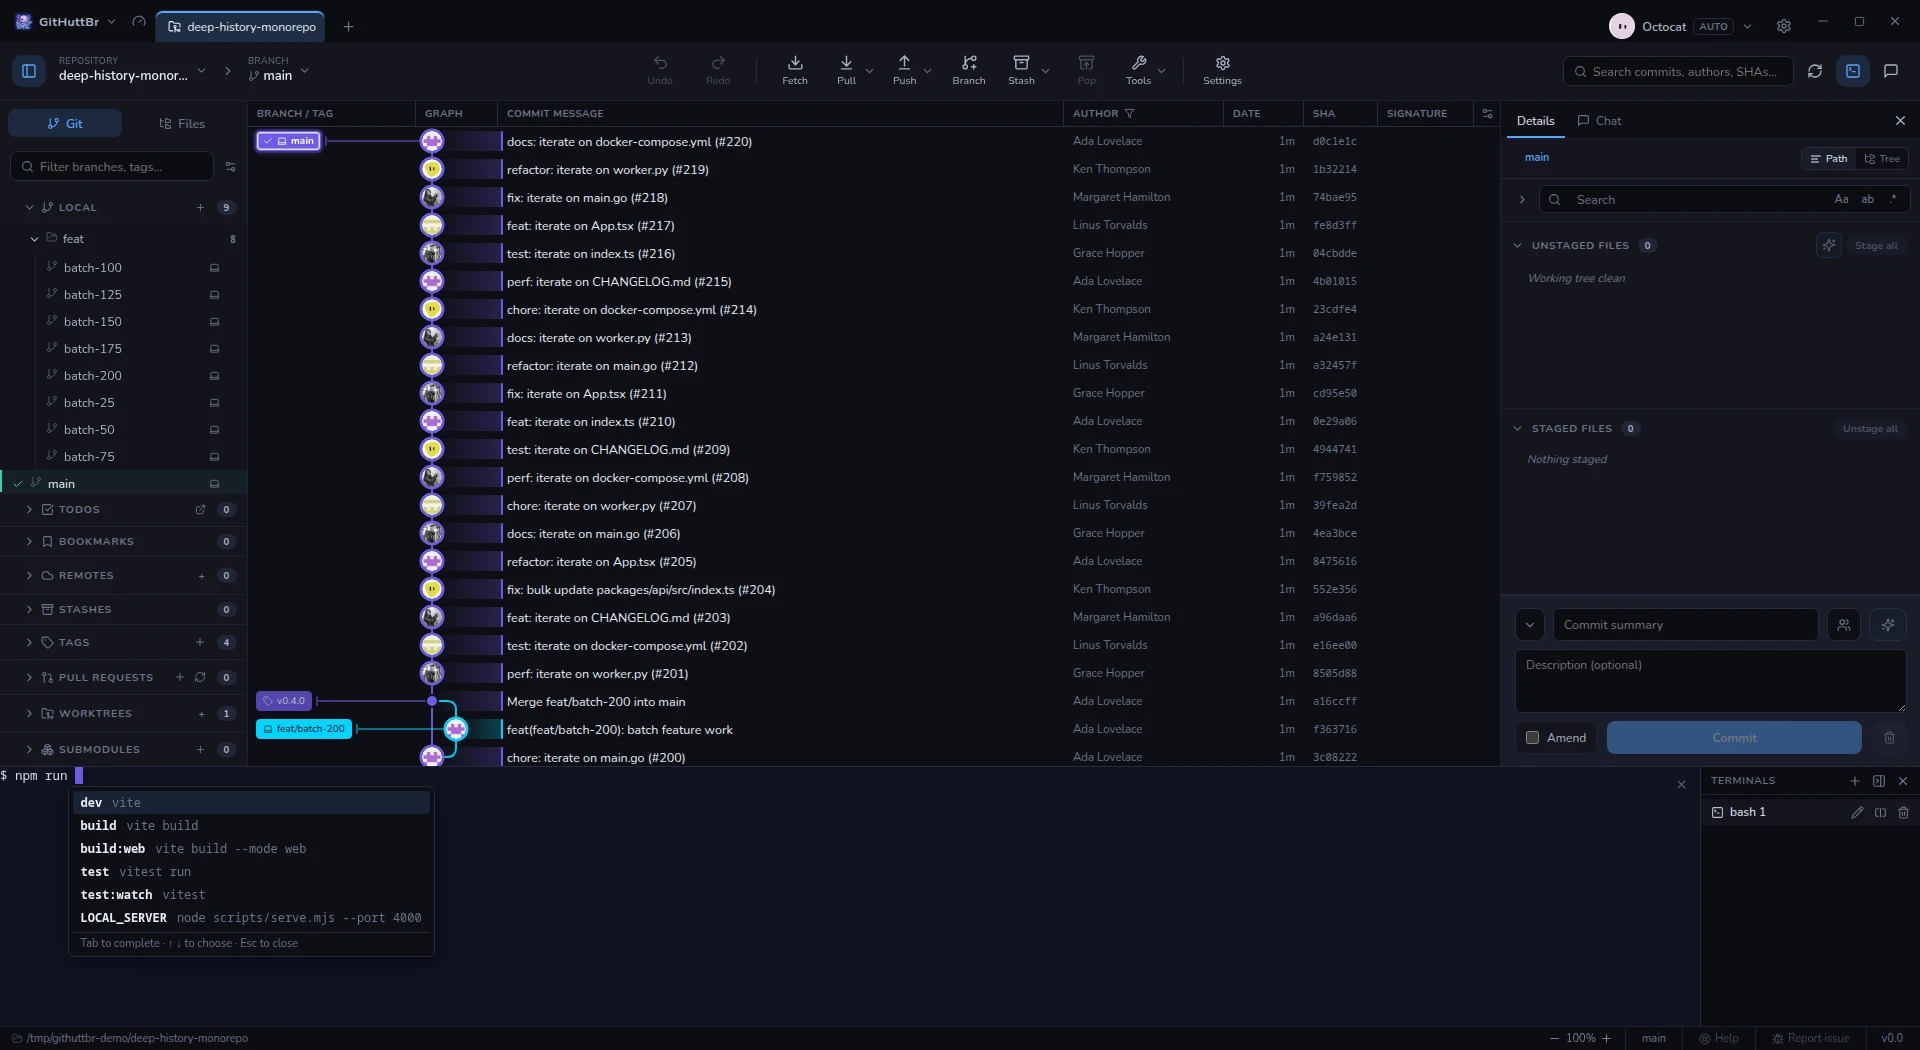 GitHuttBr
deep-history-monorepo
Octocat AUTO
REPOSITORY
deep-history-monor...
BRANCH
main
Undo
Redo
Fetch
Pull
Push
Branch
Stash
Pop
Tools
Settings
Search commits, authors, SHAs...
Git
Files
Filter branches, tags...
LOCAL 9
feat 8
batch-100
batch-125
batch-150
batch-175
batch-200
batch-25
batch-50
batch-75
main
TODOS 0
BOOKMARKS 0
REMOTES 0
STASHES 0
TAGS 4
PULL REQUESTS 0
WORKTREES 1
SUBMODULES 0
BRANCH / TAG GRAPH COMMIT MESSAGE AUTHOR DATE SHA SIGNATURE
main docs: iterate on docker-compose.yml (#220) Ada Lovelace 1m d0c1e1c
refactor: iterate on worker.py (#219) Ken Thompson 1m 1b32214
fix: iterate on main.go (#218) Margaret Hamilton 1m 74bae95
feat: iterate on App.tsx (#217) Linus Torvalds 1m fe8d3ff
test: iterate on index.ts (#216) Grace Hopper 1m 04cbdde
perf: iterate on CHANGELOG.md (#215) Ada Lovelace 1m 4b01015
chore: iterate on docker-compose.yml (#214) Ken Thompson 1m 23cdfe4
docs: iterate on worker.py (#213) Margaret Hamilton 1m a24e131
refactor: iterate on main.go (#212) Linus Torvalds 1m a32457f
fix: iterate on App.tsx (#211) Grace Hopper 1m cd95e50
feat: iterate on index.ts (#210) Ada Lovelace 1m 0e29a06
test: iterate on CHANGELOG.md (#209) Ken Thompson 1m 4944741
perf: iterate on docker-compose.yml (#208) Margaret Hamilton 1m f759852
chore: iterate on worker.py (#207) Linus Torvalds 1m 39fea2d
docs: iterate on main.go (#206) Grace Hopper 1m 4ea3bce
refactor: iterate on App.tsx (#205) Ada Lovelace 1m 8475616
fix: bulk update packages/api/src/index.ts (#204) Ken Thompson 1m 552e356
feat: iterate on CHANGELOG.md (#203) Margaret Hamilton 1m a96daa6
test: iterate on docker-compose.yml (#202) Linus Torvalds 1m e16ee00
perf: iterate on worker.py (#201) Grace Hopper 1m 8505d88
v0.4.0 Merge feat/batch-200 into main Ada Lovelace 1m a16ccff
feat/batch-200 feat(feat/batch-200): batch feature work Ada Lovelace 1m f363716
chore: iterate on main.go (#200) Ada Lovelace 1m 3c08222
Details
Chat
main
Path
Tree
Search Aa ab .*
UNSTAGED FILES 0 Stage all
Working tree clean
STAGED FILES 0 Unstage all
Nothing staged
Commit summary
Description (optional)
Amend
Commit
$ npm run
dev vite
build vite build
build:web vite build --mode web
test vitest run
test:watch vitest
LOCAL_SERVER node scripts/serve.mjs --port 4000
Tab to complete · ↑ ↓ to choose · Esc to close
TERMINALS
bash 1
/tmp/githuttbr-demo/deep-history-monorepo
100%
main
Help
Report issue
v0.0